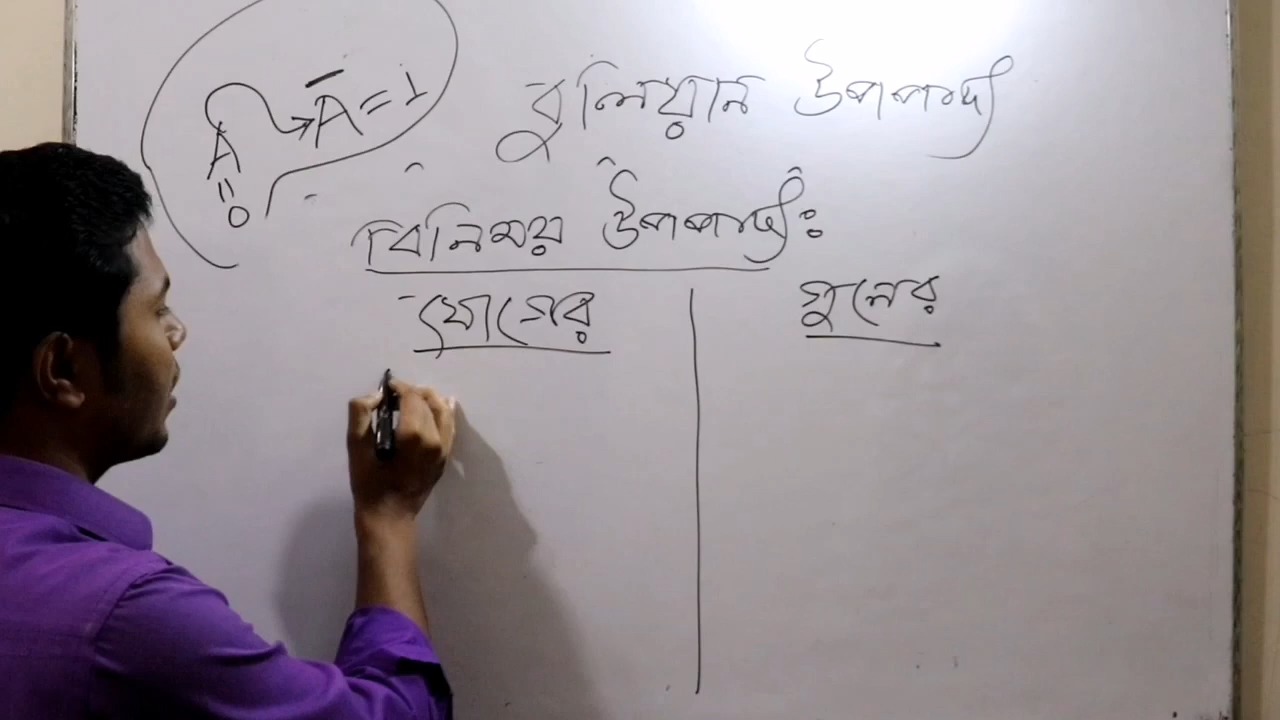 বুলিয়ান উপপাদ্য
A = 0 → A̅ = 1
বিনিময় উপপাদ্যঃ
যোগের
গুনের